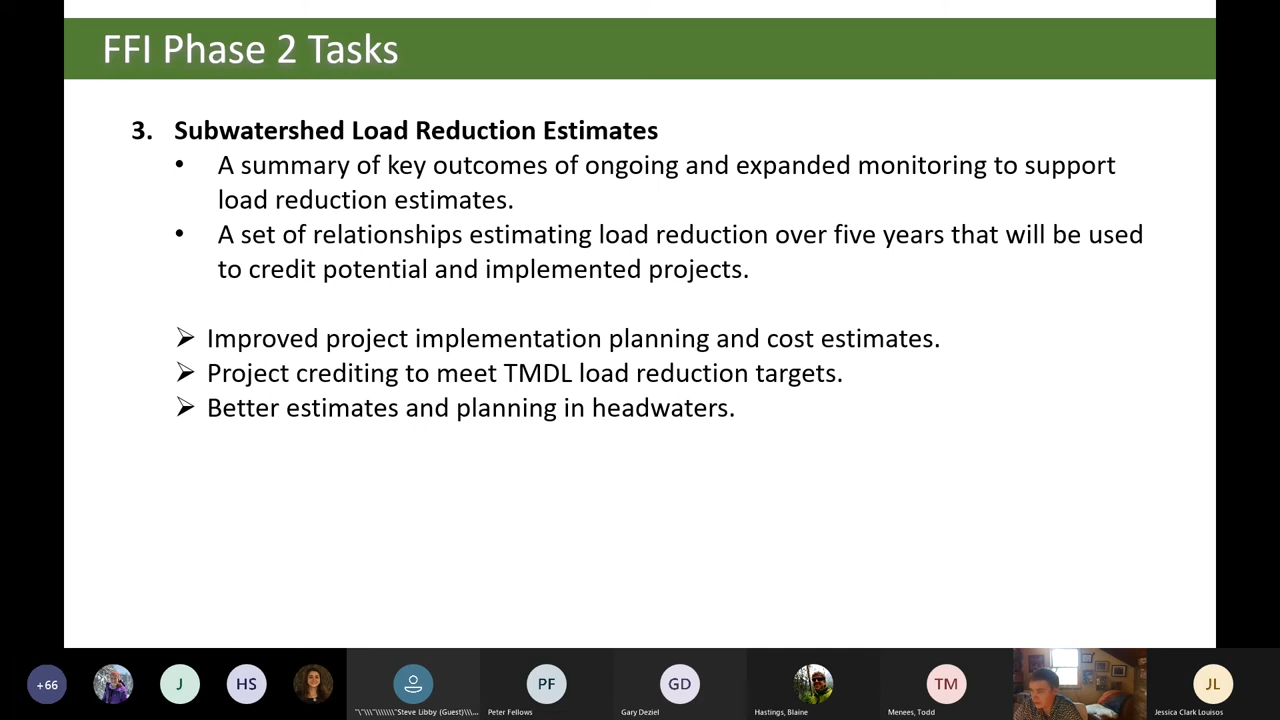 FFI Phase 2 Tasks
3. Subwatershed Load Reduction Estimates
• A summary of key outcomes of ongoing and expanded monitoring to support
load reduction estimates.
• A set of relationships estimating load reduction over five years that will be used
to credit potential and implemented projects.
➢ Improved project implementation planning and cost estimates.
➢ Project crediting to meet TMDL load reduction targets.
➢ Better estimates and planning in headwaters.
+66
J
HS
PF
GD
TM
JL
"\"\\\"\\\\\\\"Steve Libby (Guest)\\\...
Peter Fellows
Gary Deziel
Hastings, Blaine
Menees, Todd
Jessica Clark Louisos